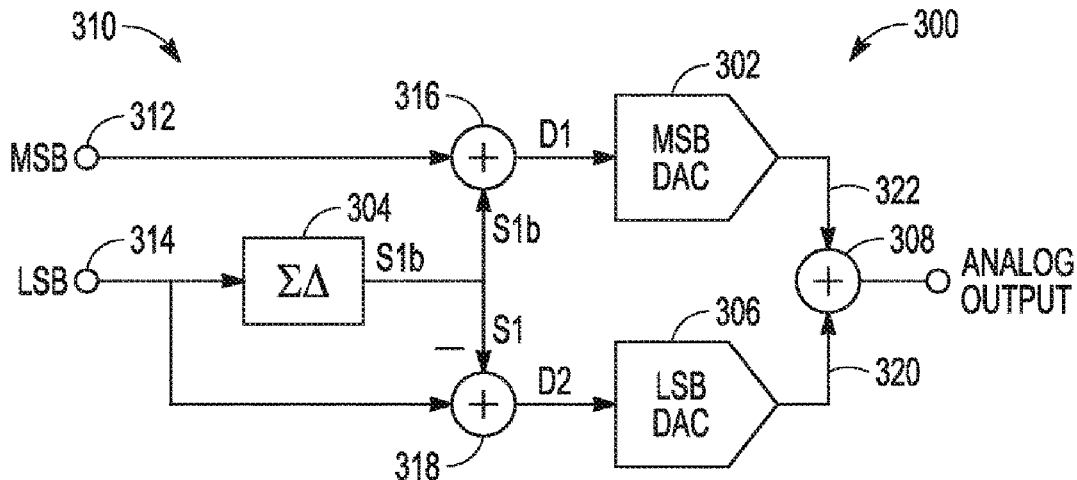 310
300
302
312
316
D1
MSB
MSB
DAC
322
304
S1b
308
314
S1b
LSB
ΣΔ
ANALOG
OUTPUT
S1
306
–
D2
LSB
DAC
320
318